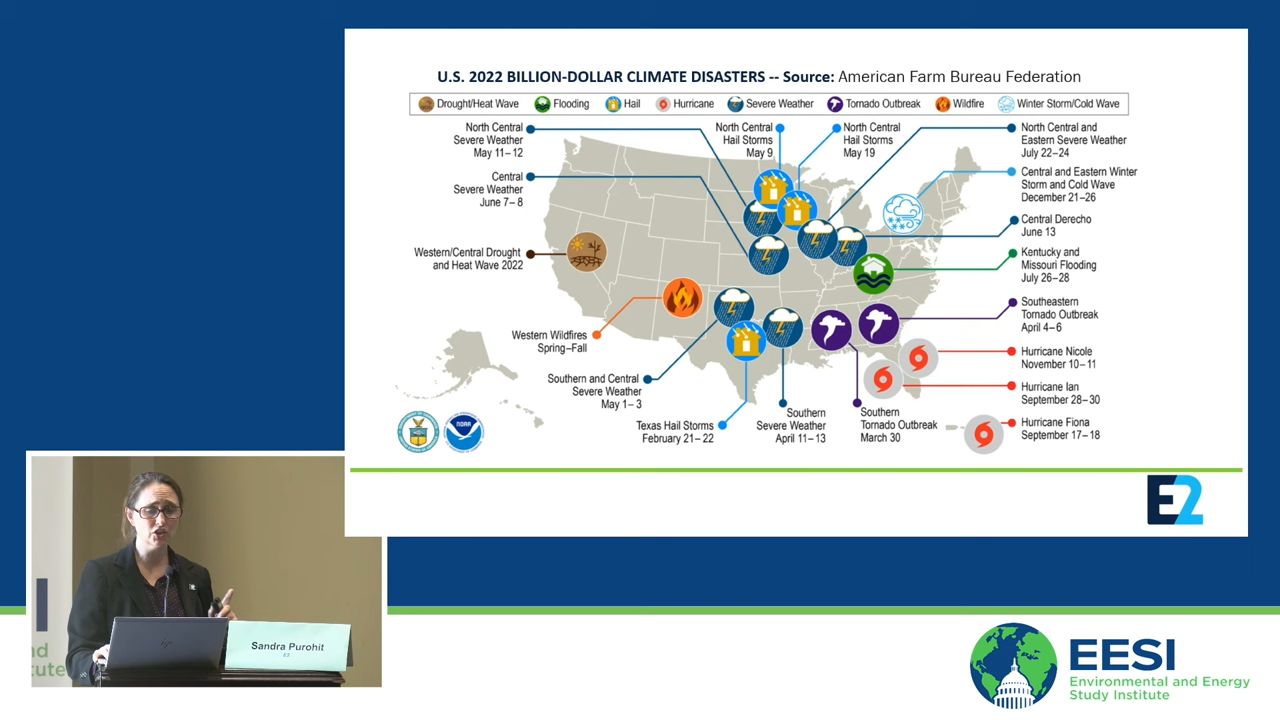 U.S. 2022 BILLION-DOLLAR CLIMATE DISASTERS -- Source: American Farm Bureau Federation
Drought/Heat Wave Flooding Hail Hurricane Severe Weather Tornado Outbreak Wildfire Winter Storm/Cold Wave
North Central
Severe Weather
May 11–12
Central
Severe Weather
June 7–8
Western/Central Drought
and Heat Wave 2022
Western Wildfires
Spring–Fall
Southern and Central
Severe Weather
May 1–3
Texas Hail Storms
February 21–22
North Central
Hail Storms
May 9
North Central
Hail Storms
May 19
Southern
Severe Weather
April 11–13
Southern
Tornado Outbreak
March 30
North Central and
Eastern Severe Weather
July 22–24
Central and Eastern Winter
Storm and Cold Wave
December 21–26
Central Derecho
June 13
Kentucky and
Missouri Flooding
July 26–28
Southeastern
Tornado Outbreak
April 4–6
Hurricane Nicole
November 10–11
Hurricane Ian
September 28–30
Hurricane Fiona
September 17–18
NOAA
E2
Sandra Purohit
E2
EESI
Environmental and Energy
Study Institute